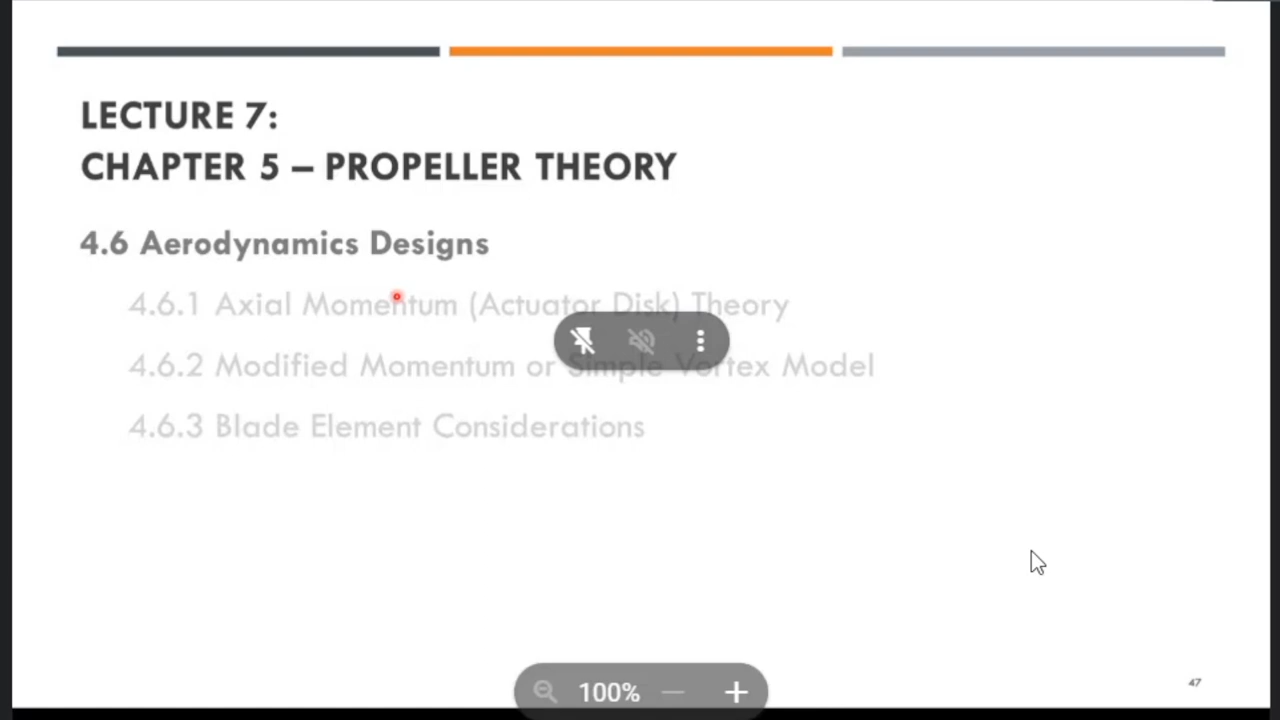 LECTURE 7:
CHAPTER 5 – PROPELLER THEORY
4.6 Aerodynamics Designs
4.6.1 Axial Momentum (Actuator Disk) Theory
4.6.2 Modified Momentum or Simple Vortex Model
4.6.3 Blade Element Considerations
100%
47